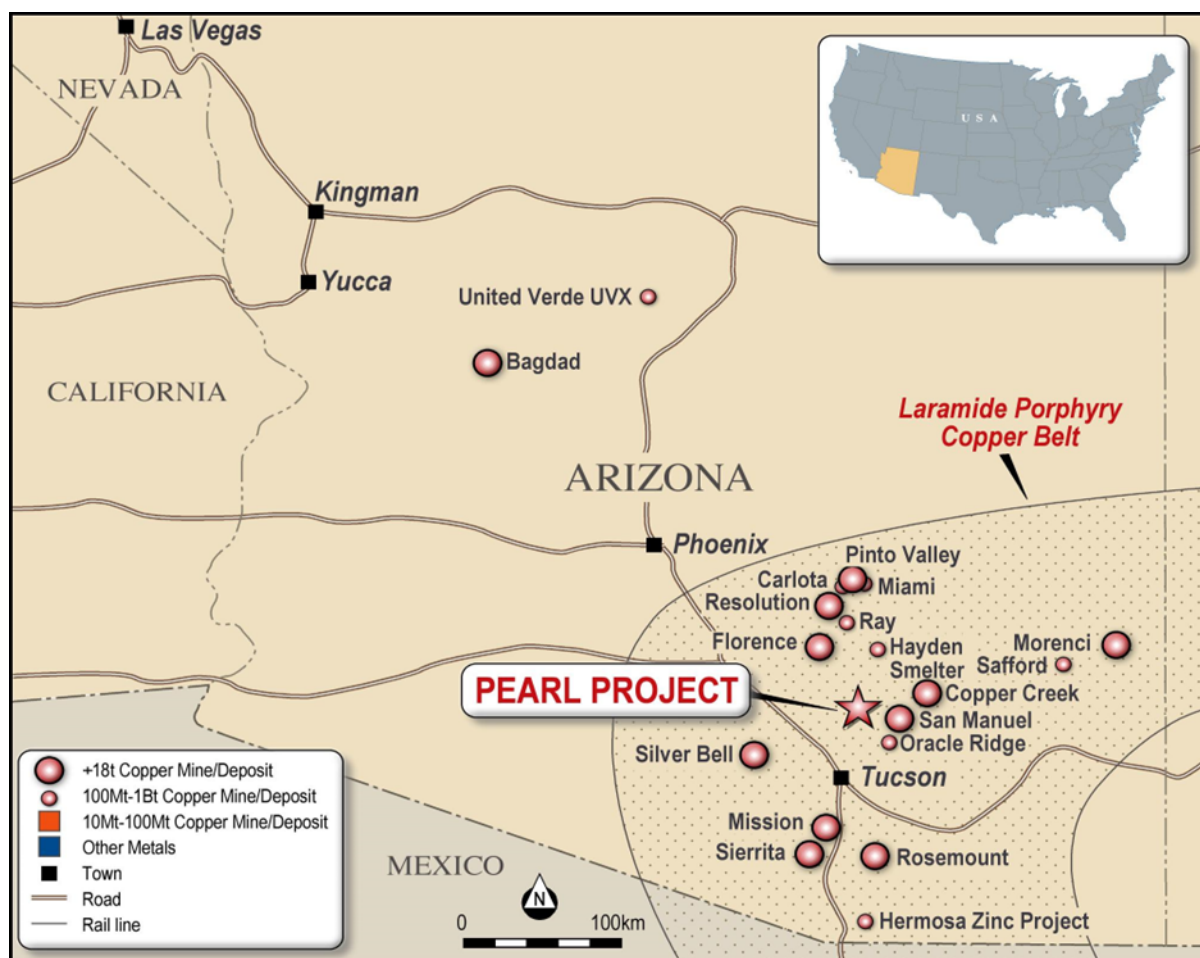 Las Vegas
NEVADA
USA
Kingman
Yucca
United Verde UVX
Bagdad
CALIFORNIA
Laramide Porphyry
Copper Belt
ARIZONA
Phoenix
Pinto Valley
Carlota
Miami
Resolution
Ray
Florence
Hayden
Smelter
Morenci
Safford
PEARL PROJECT
Copper Creek
San Manuel
Oracle Ridge
Silver Bell
Tucson
Mission
Sierrita
Rosemount
MEXICO
Hermosa Zinc Project
+18t Copper Mine/Deposit
100Mt-1Bt Copper Mine/Deposit
10Mt-100Mt Copper Mine/Deposit
Other Metals
Town
Road
Rail line
N
0 100km